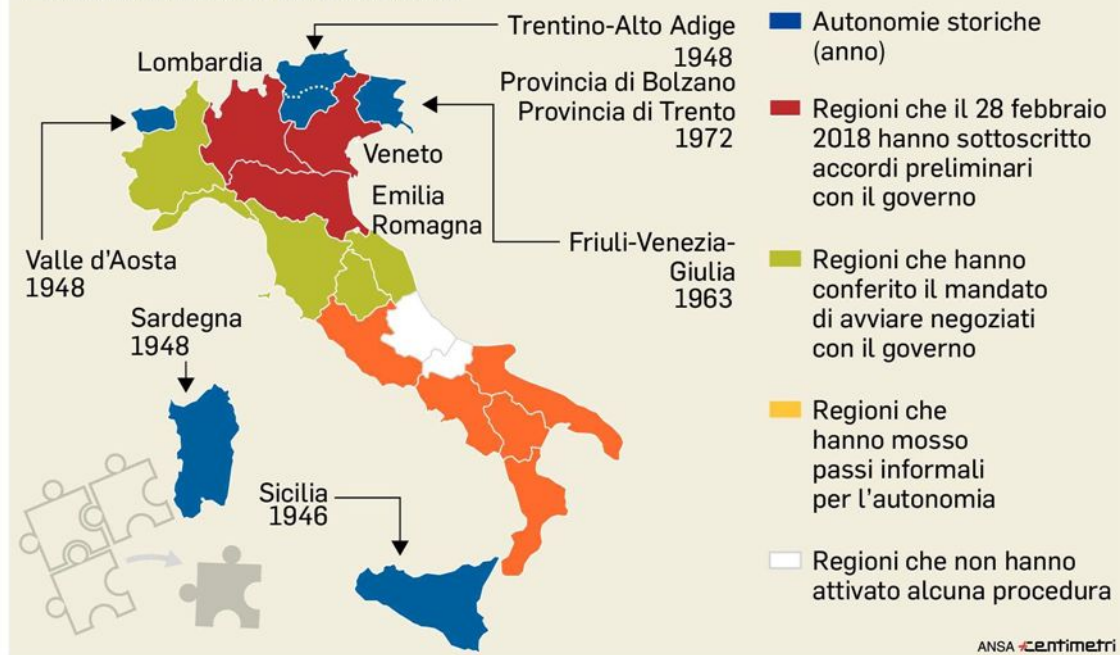 Lombardia
Trentino-Alto Adige
1948
Provincia di Bolzano
Provincia di Trento
1972
Veneto
Emilia
Romagna
Friuli-Venezia-
Giulia
1963
Valle d'Aosta
1948
Sardegna
1948
Sicilia
1946
Autonomie storiche
(anno)
Regioni che il 28 febbraio
2018 hanno sottoscritto
accordi preliminari
con il governo
Regioni che hanno
conferito il mandato
di avviare negoziati
con il governo
Regioni che
hanno mosso
passi informali
per l'autonomia
Regioni che non hanno
attivato alcuna procedura
ANSA centimetri